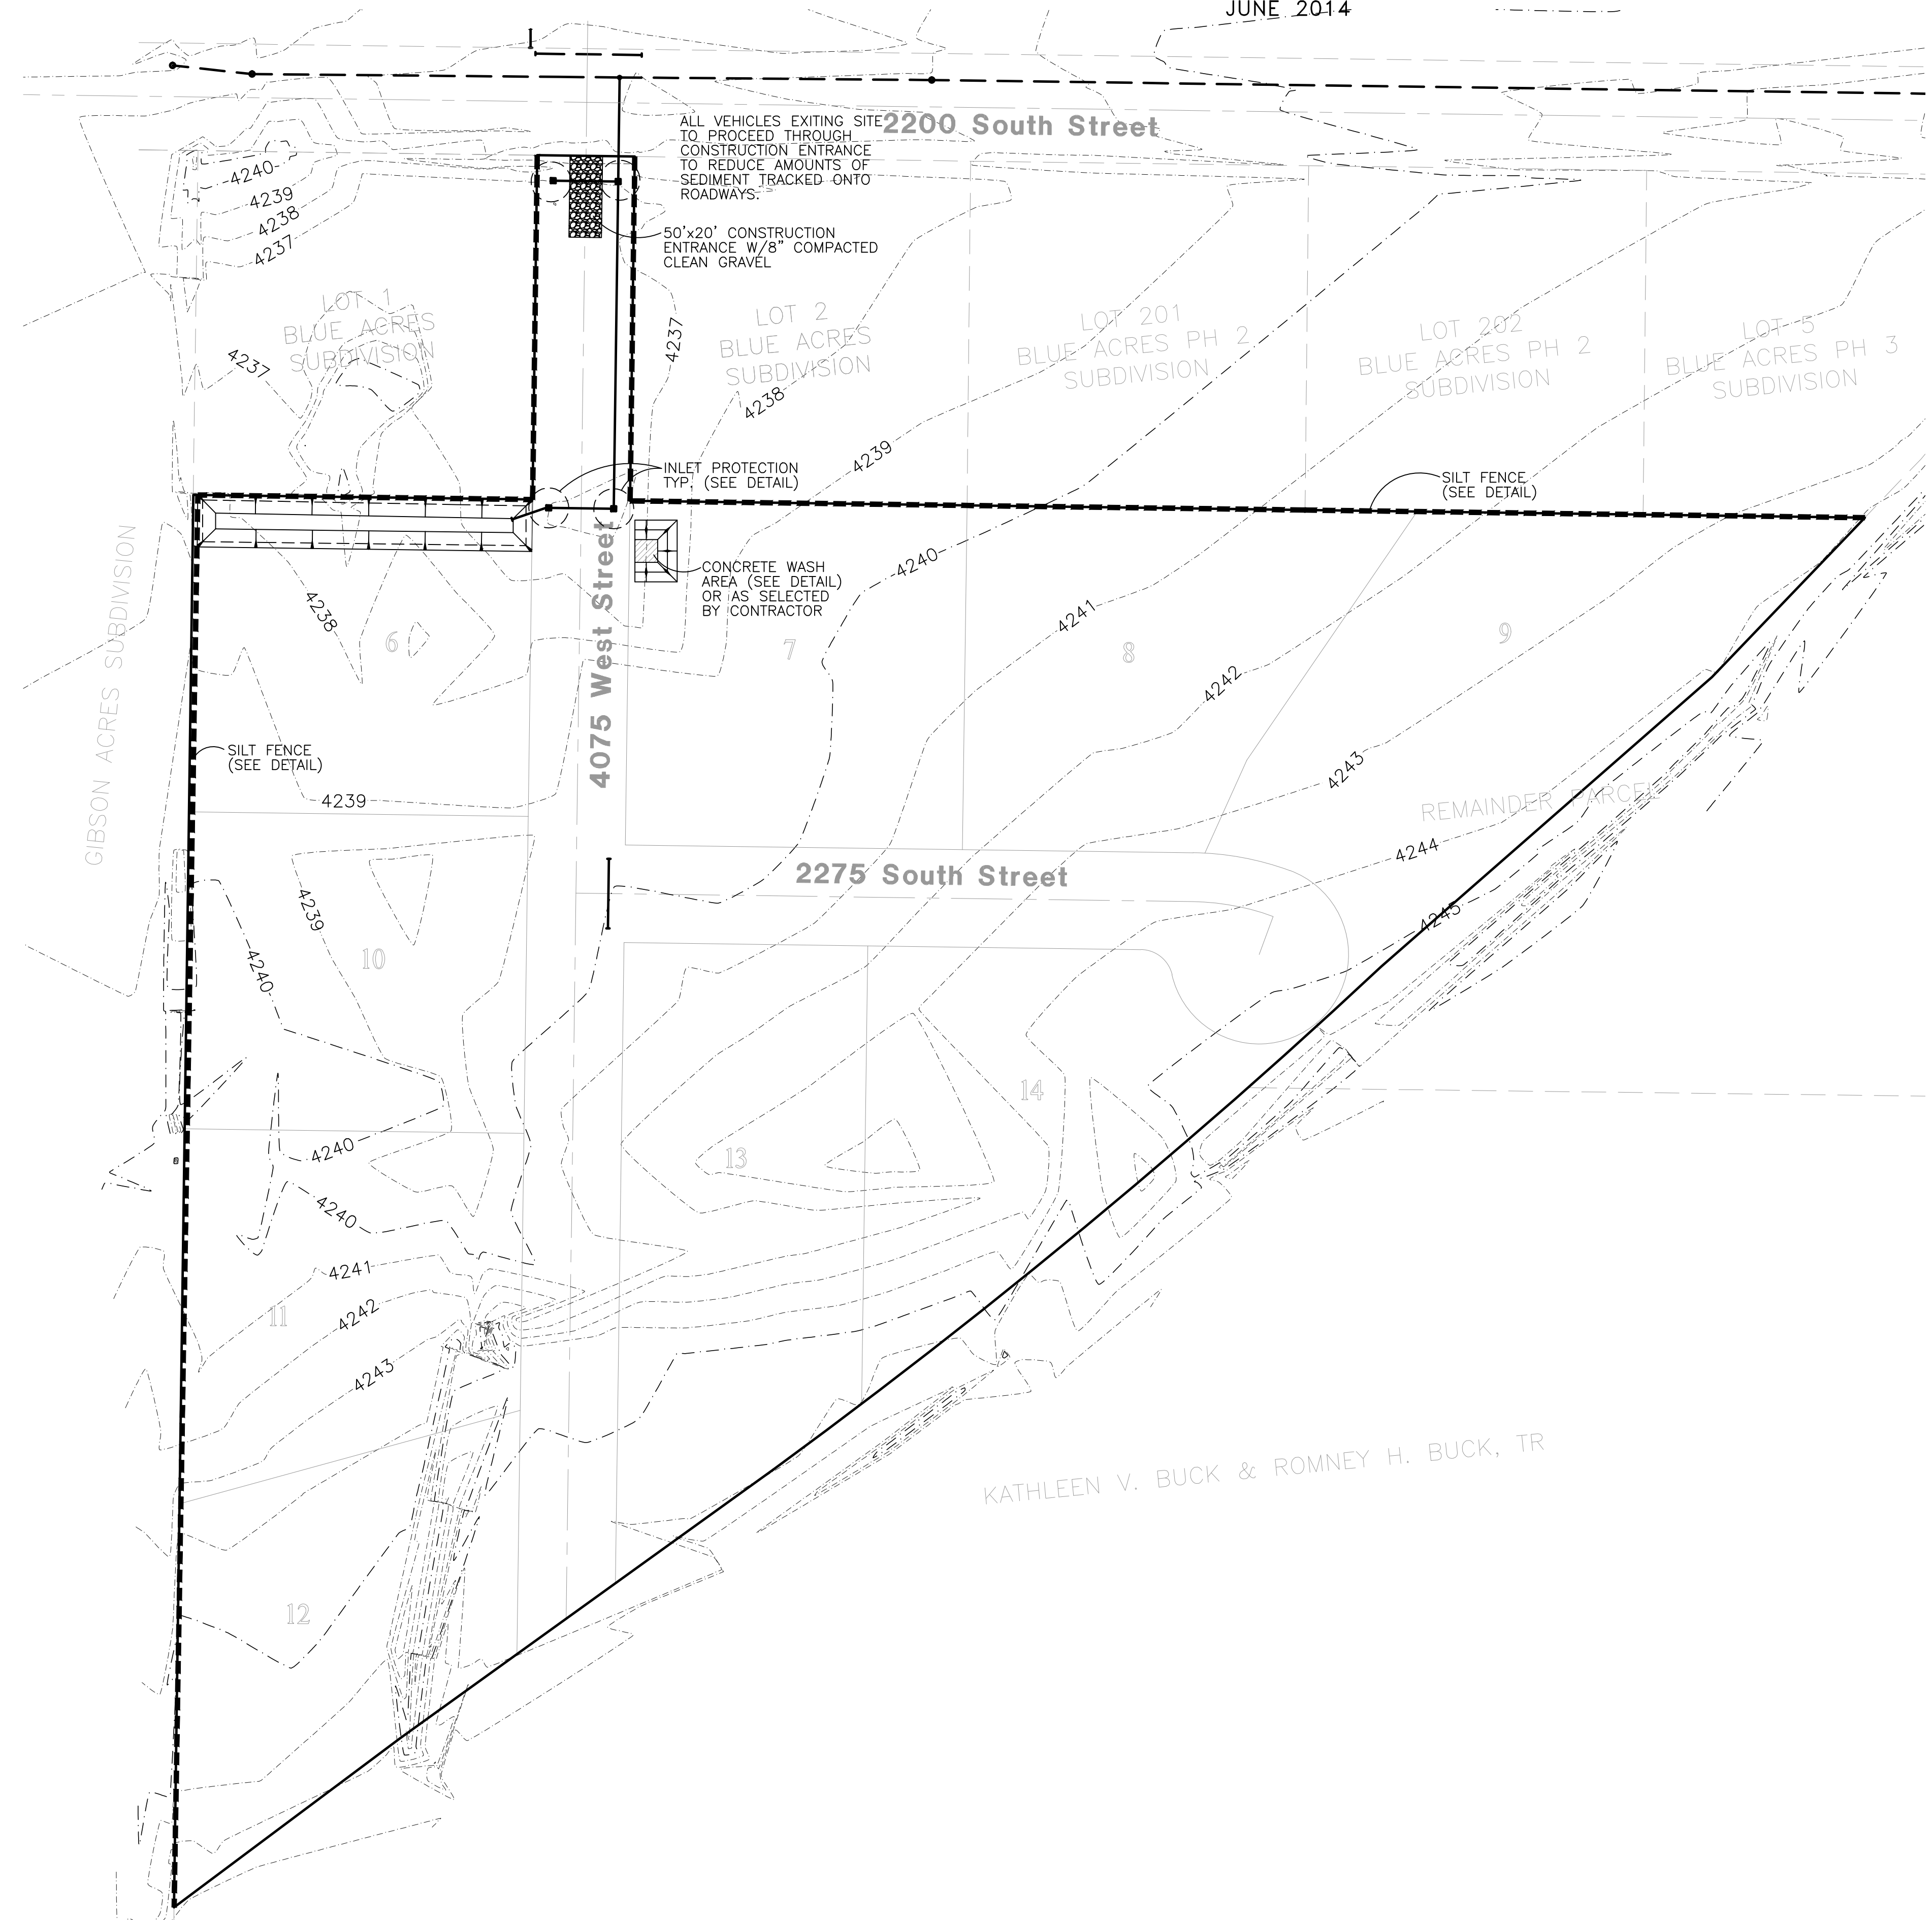 JUNE 2014
2200 South Street
ALL VEHICLES EXITING SITE
TO PROCEED THROUGH
CONSTRUCTION ENTRANCE
TO REDUCE AMOUNTS OF
SEDIMENT TRACKED ONTO
ROADWAYS.
4240
4239
4238
4237
50'x20' CONSTRUCTION
ENTRANCE W/8" COMPACTED
CLEAN GRAVEL
LOT 1
BLUE ACRES
SUBDIVISION
4237
4237
LOT 2
BLUE ACRES
SUBDIVISION
4238
LOT 201
BLUE ACRES PH 2
SUBDIVISION
LOT 202
BLUE ACRES PH 2
SUBDIVISION
LOT 5
BLUE ACRES PH 3
SUBDIVISION
4239
INLET PROTECTION
TYP. (SEE DETAIL)
SILT FENCE
(SEE DETAIL)
CONCRETE WASH
AREA (SEE DETAIL)
OR AS SELECTED
BY CONTRACTOR
4240
4241
4242
4243
4244
4245
4238
6
7
8
9
4075 West Street
GIBSON ACRES SUBDIVISION
SILT FENCE
(SEE DETAIL)
4239
REMAINDER PARCEL
2275 South Street
4239
4240
10
14
13
4240
4240
4241
4242
4243
11
12
KATHLEEN V. BUCK & ROMNEY H. BUCK, TR